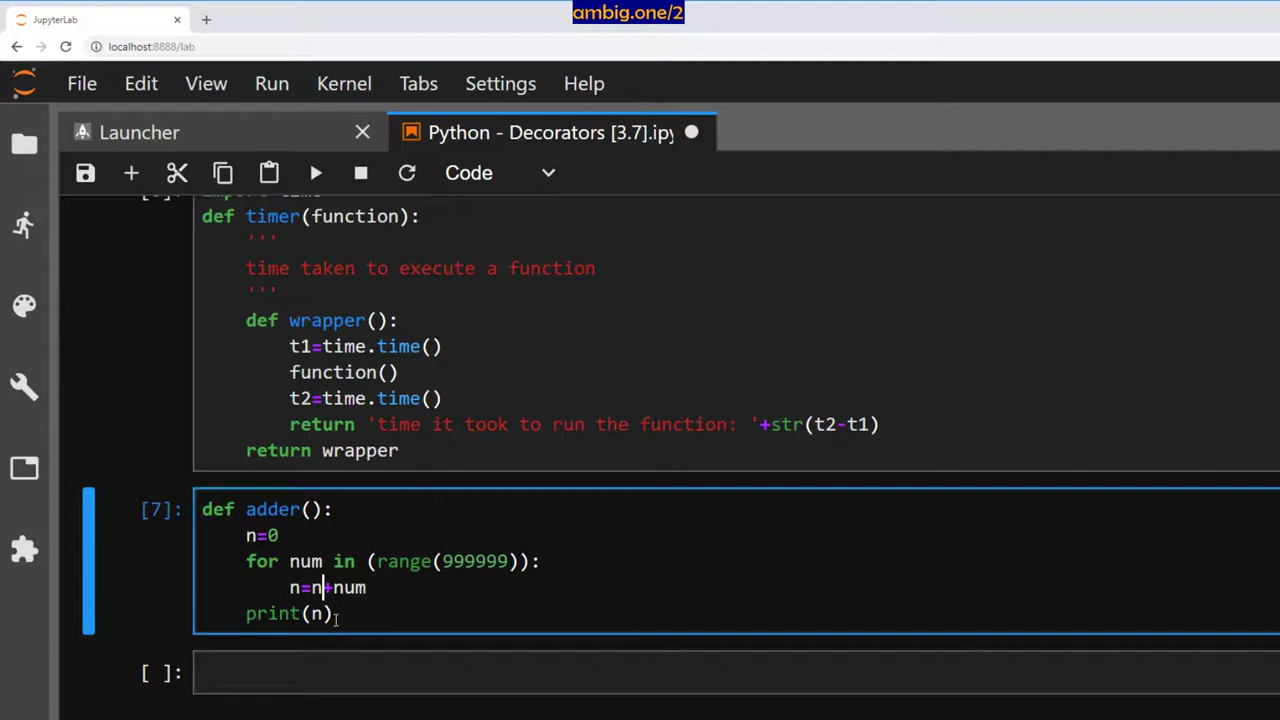 ambig.one/2
JupyterLab
localhost:8888/lab
File Edit View Run Kernel Tabs Settings Help
Launcher
Python - Decorators [3.7].ipy
Code
import time
def timer(function):
    '''
    time taken to execute a function
    '''
    def wrapper():
        t1=time.time()
        function()
        t2=time.time()
        return 'time it took to run the function: '+str(t2-t1)
    return wrapper
[7]: def adder():
    n=0
    for num in (range(999999)):
        n=n+num
    print(n)
[ ]: